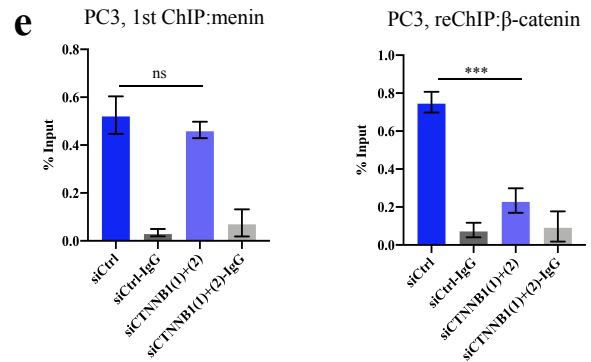 e
PC3, 1st ChIP:menin
0.8
0.6
0.4
0.2
0.0
% Input
ns
siCtrl
siCtrl-IgG
siCTNNB1(1)+(2)
siCTNNB1(1)+(2)-IgG
PC3, reChIP:β-catenin
1.0
0.8
0.6
0.4
0.2
0.0
% Input
***
siCtrl
siCtrl-IgG
siCTNNB1(1)+(2)
siCTNNB1(1)+(2)-IgG